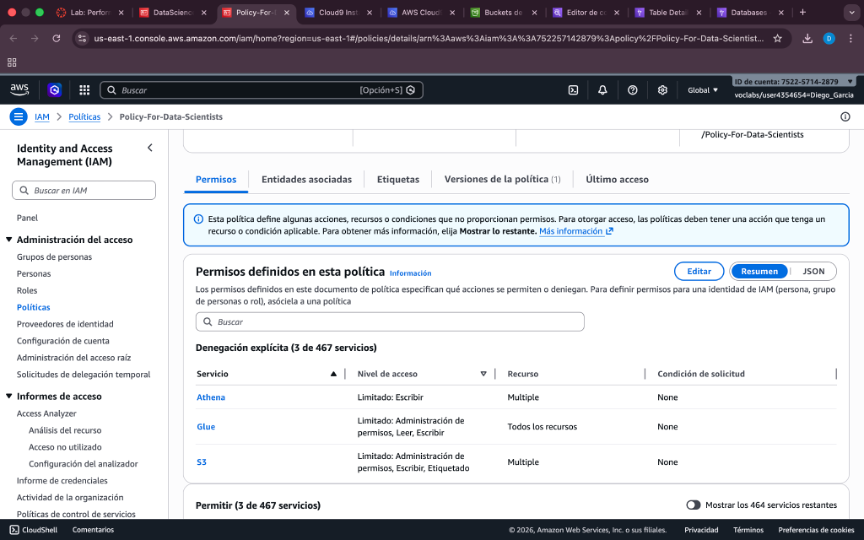 Lab: Perform
DataScienc
Policy-For-
Cloud9 Inst
AWS Cloud
Buckets de
Editor de c
Table Detai
Databases
us-east-1.console.aws.amazon.com/iam/home?region=us-east-1#/policies/details/arn%3Aaws%3Aiam%3A%3A752257142879%3Apolicy%2FPolicy-For-Data-Scientist...
D
aws
Buscar
[Opción+S]
Global
ID de cuenta: 7522-5714-2879
voclabs/user4354654=Diego_Garcia
IAM > Políticas > Policy-For-Data-Scientists
Identity and Access Management (IAM)
Buscar en IAM
Panel
Administración del acceso
Grupos de personas
Personas
Roles
Políticas
Proveedores de identidad
Configuración de cuenta
Administración del acceso raíz
Solicitudes de delegación temporal
Informes de acceso
Access Analyzer
Análisis del recurso
Acceso no utilizado
Configuración del analizador
Informe de credenciales
Actividad de la organización
Políticas de control de servicios
/Policy-For-Data-Scientists
Permisos
Entidades asociadas
Etiquetas
Versiones de la política (1)
Último acceso
Esta política define algunas acciones, recursos o condiciones que no proporcionan permisos. Para otorgar acceso, las políticas deben tener una acción que tenga un
recurso o condición aplicable. Para obtener más información, elija Mostrar lo restante. Más información
Permisos definidos en esta política Información
Editar
Resumen
JSON
Los permisos definidos en este documento de política especifican qué acciones se permiten o deniegan. Para definir permisos para una identidad de IAM (persona, grupo
de personas o rol), asóciela a una política
Buscar
Denegación explícita (3 de 467 servicios)
Servicio
Nivel de acceso
Recurso
Condición de solicitud
Athena
Limitado: Escribir
Multiple
None
Glue
Limitado: Administración de
permisos, Leer, Escribir
Todos los recursos
None
S3
Limitado: Administración de
permisos, Escribir, Etiquetado
Multiple
None
Permitir (3 de 467 servicios)
Mostrar los 464 servicios restantes
CloudShell
Comentarios
© 2026, Amazon Web Services, Inc. o sus filiales.
Privacidad
Términos
Preferencias de cookies